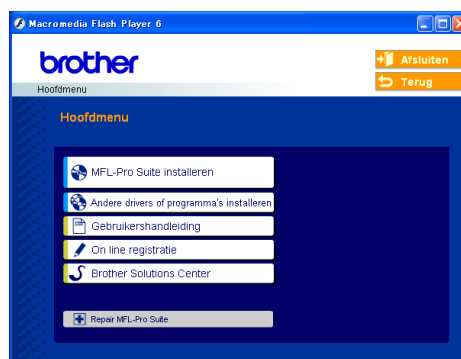 Macromedia Flash Player 6
brother
Afsluiten
Terug
Hoofdmenu
Hoofdmenu
MFL-Pro Suite installeren
Andere drivers of programma's installeren
Gebruikershandleiding
On line registratie
Brother Solutions Center
Repair MFL-Pro Suite